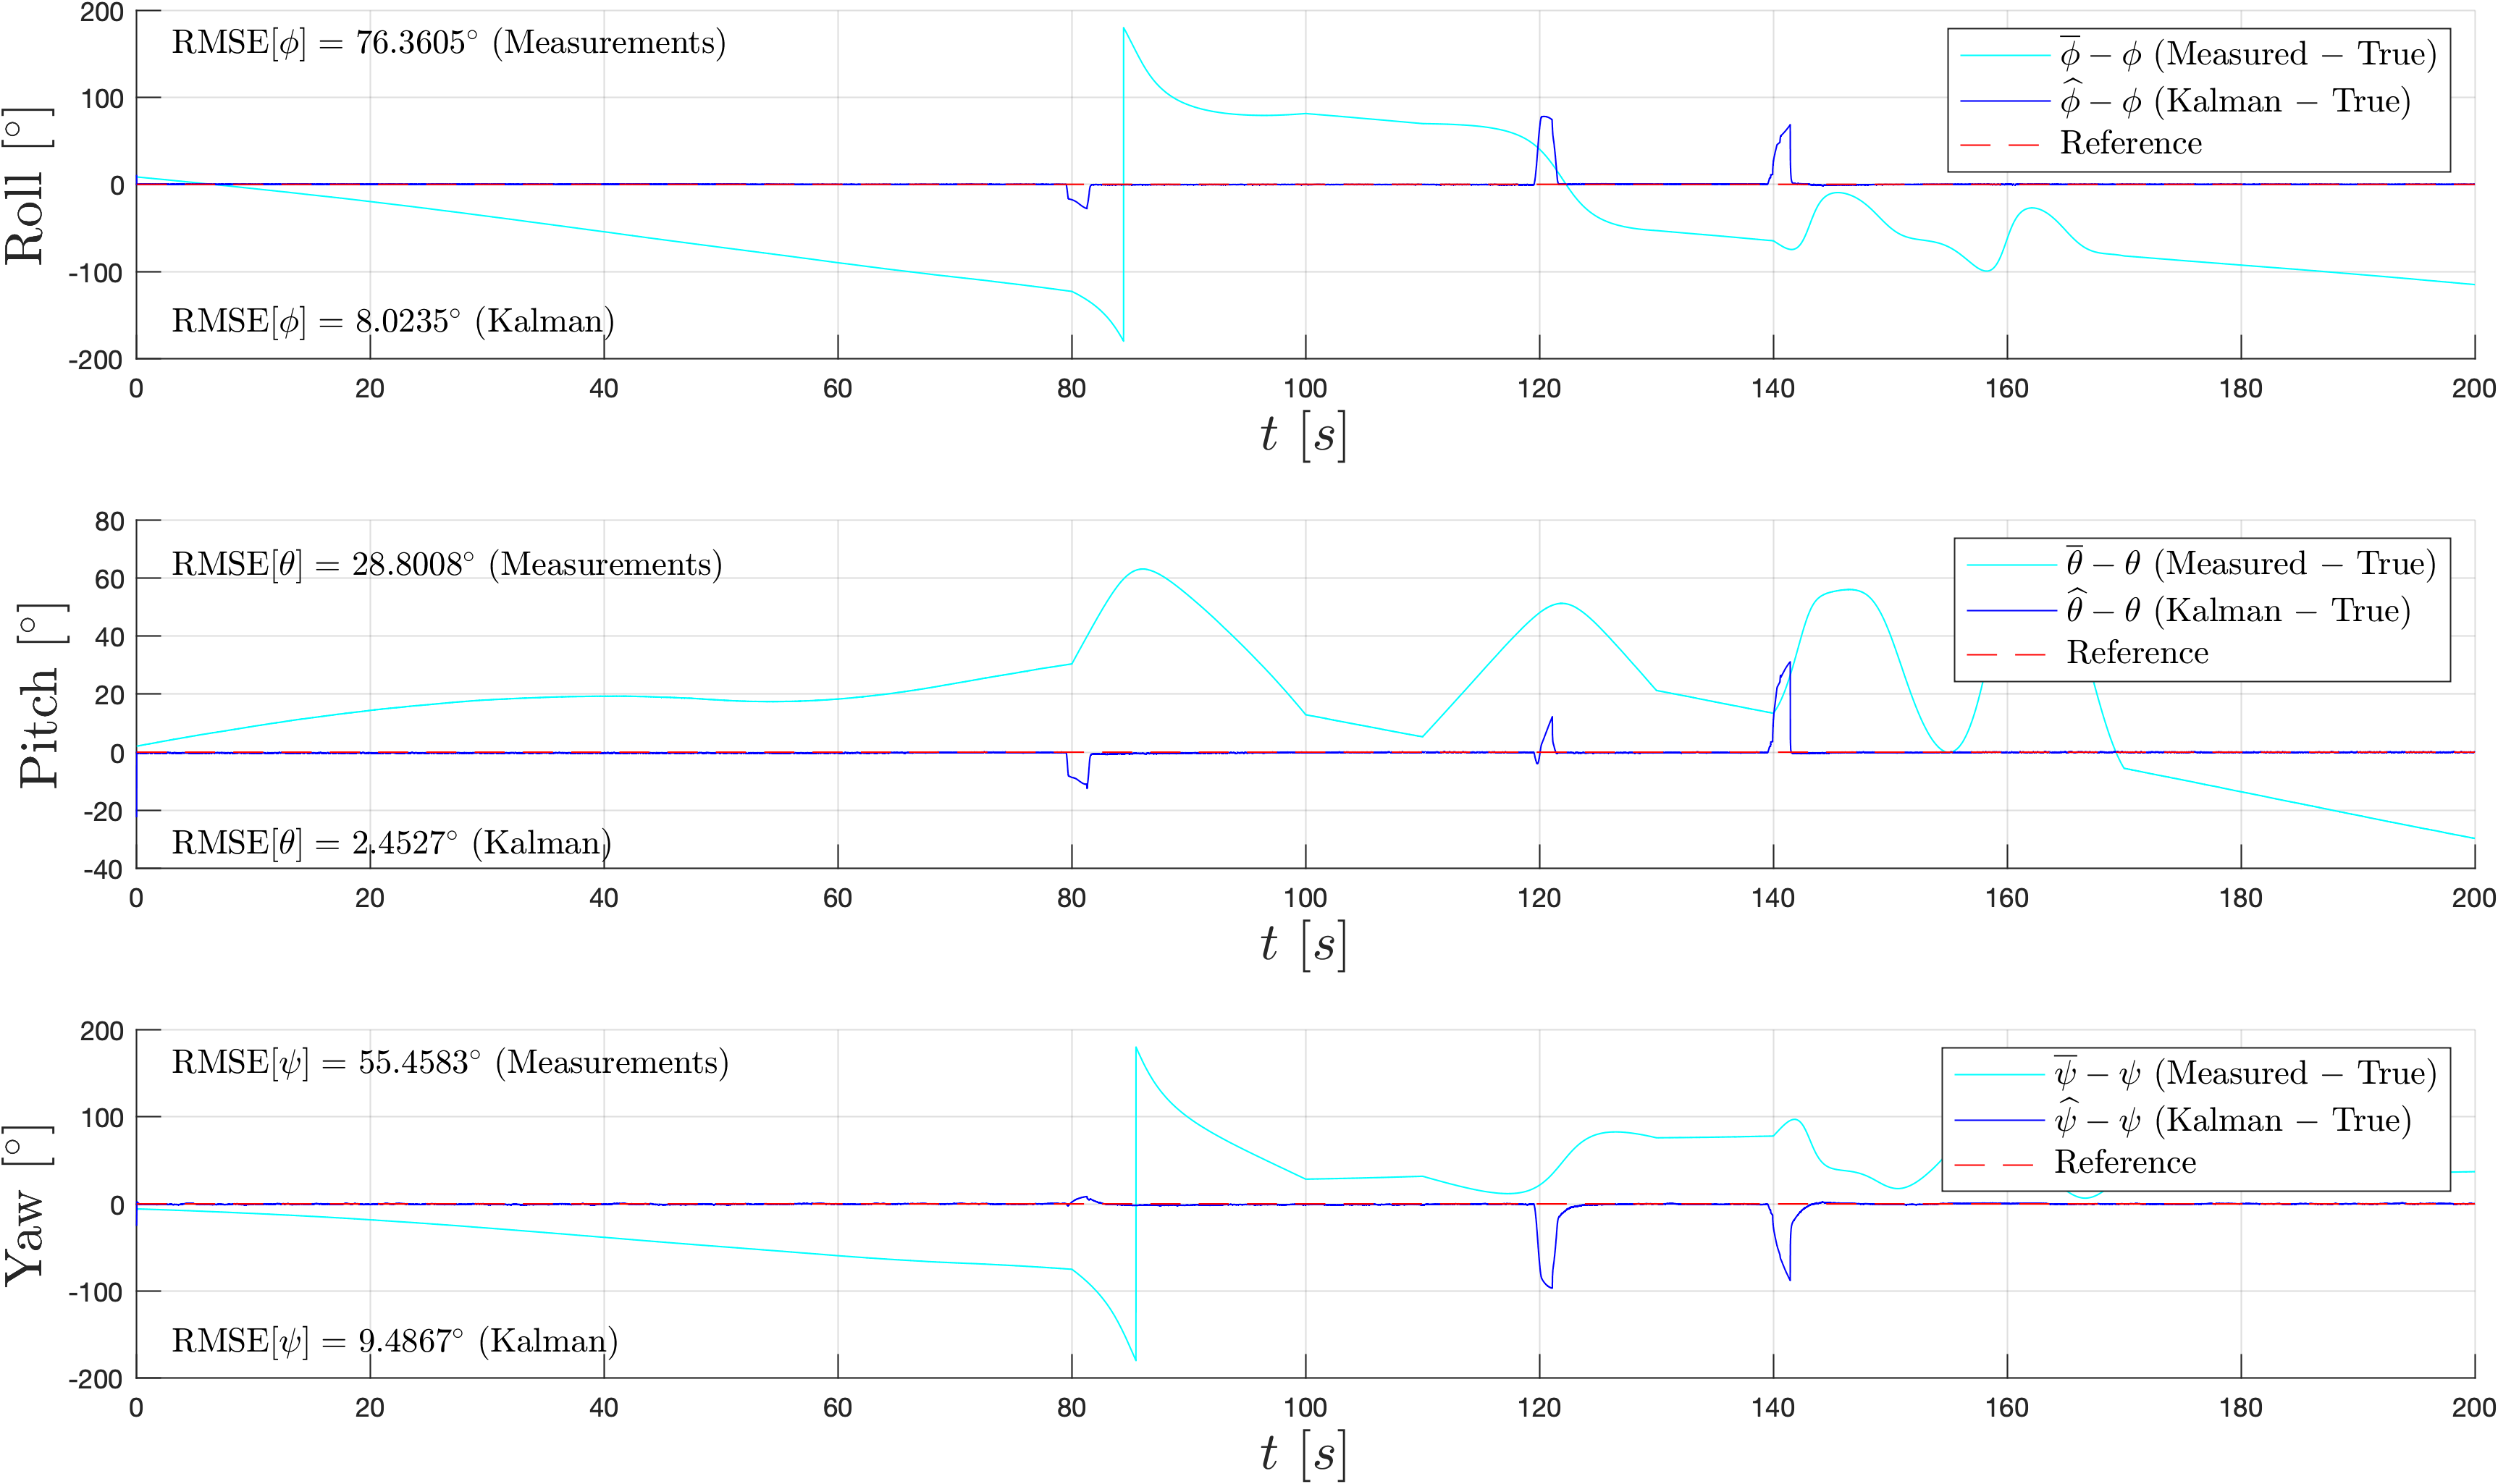 200
RMSE[ϕ] = 76.3605° (Measurements)
ϕ̅ − ϕ (Measured − True)
100
ϕ̂ − ϕ (Kalman − True)
Reference
Roll [°]
0
-100
RMSE[ϕ] = 8.0235° (Kalman)
-200
0 20 40 60 80 100 120 140 160 180 200
t [s]
80
RMSE[θ] = 28.8008° (Measurements)
θ̅ − θ (Measured − True)
60
θ̂ − θ (Kalman − True)
Reference
40
Pitch [°]
20
0
-20
RMSE[θ] = 2.4527° (Kalman)
-40
0 20 40 60 80 100 120 140 160 180 200
t [s]
200
RMSE[ψ] = 55.4583° (Measurements)
ψ̅ − ψ (Measured − True)
100
ψ̂ − ψ (Kalman − True)
Reference
Yaw [°]
0
-100
RMSE[ψ] = 9.4867° (Kalman)
-200
0 20 40 60 80 100 120 140 160 180 200
t [s]